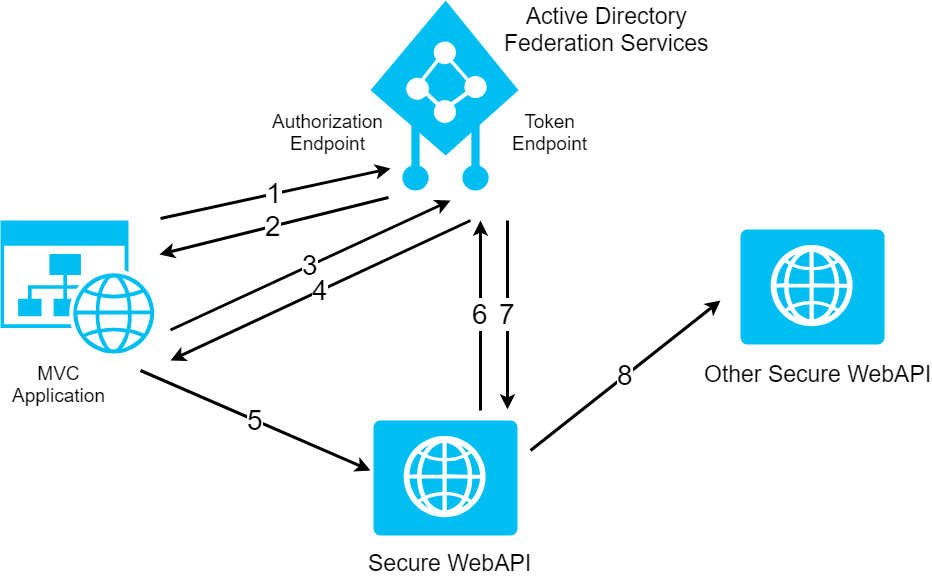 Active Directory
Federation Services
Authorization
Endpoint
Token
Endpoint
1
2
3
4
6
7
8
5
MVC
Application
Other Secure WebAPI
Secure WebAPI